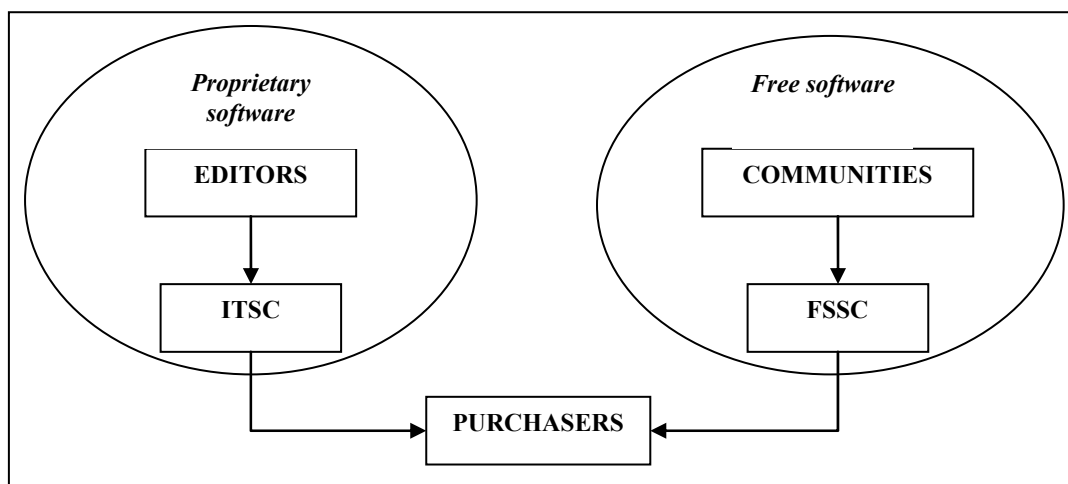 Proprietary
software
EDITORS
ITSC
Free software
COMMUNITIES
FSSC
PURCHASERS